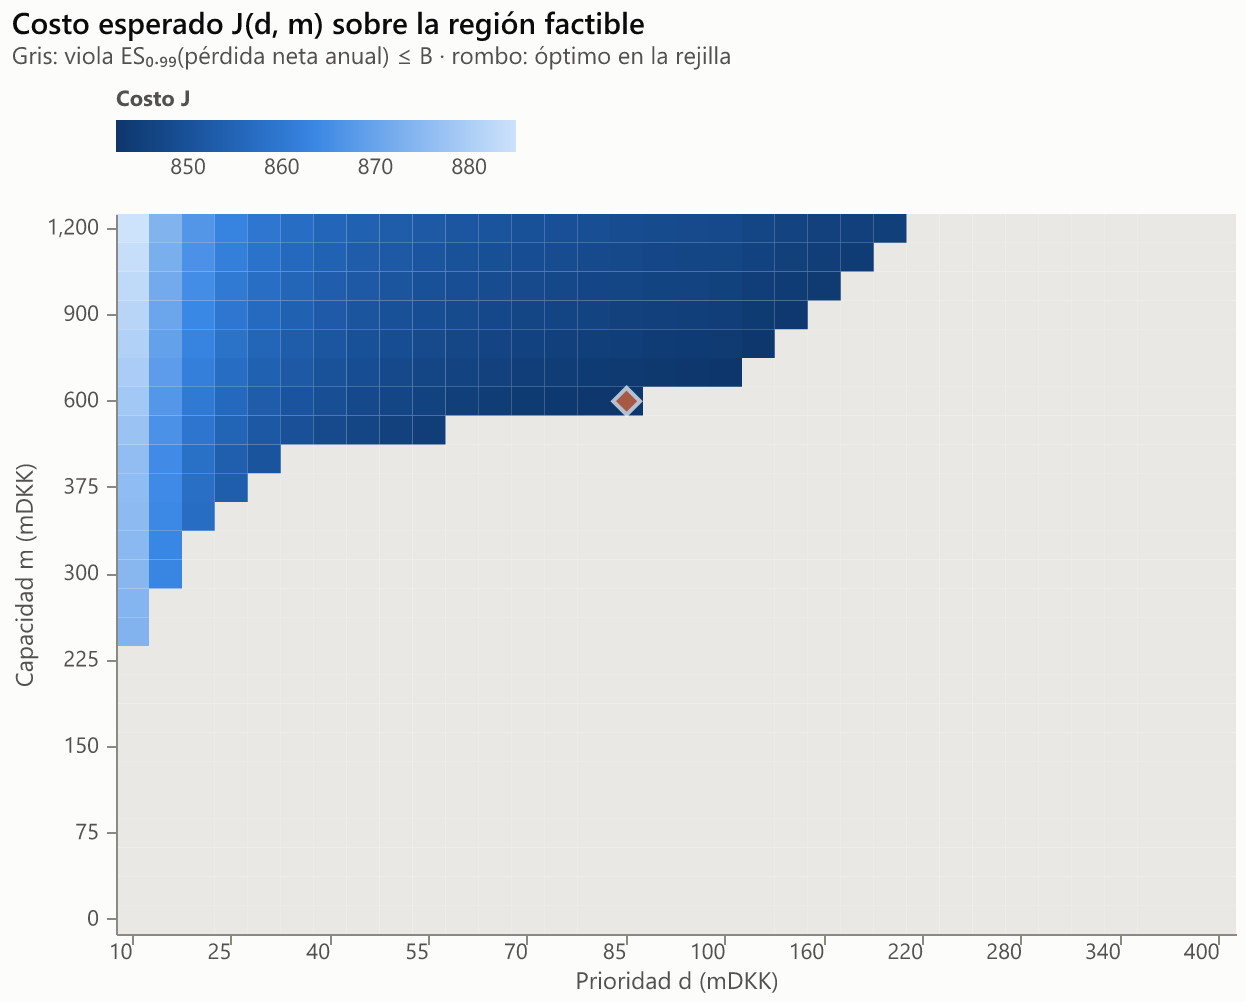 Costo esperado J(d, m) sobre la región factible
Gris: viola ES₀.₉₉(pérdida neta anual) ≤ B · rombo: óptimo en la rejilla
Costo J
850 860 870 880
Capacidad m (mDKK)
1,200
900
600
375
300
225
150
75
0
10 25 40 55 70 85 100 160 220 280 340 400
Prioridad d (mDKK)